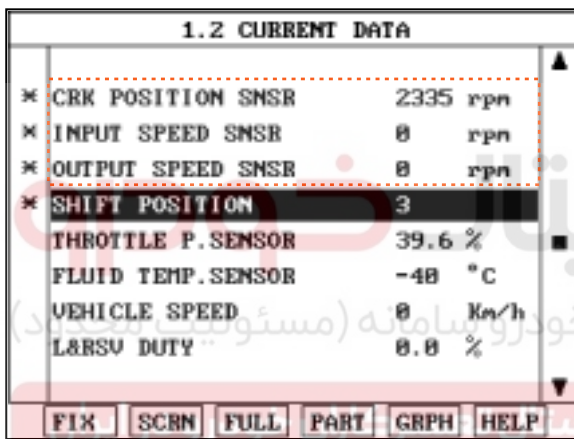 1.2 CURRENT DATA
* CRK POSITION SNSR 2335 rpm
* INPUT SPEED SNSR 0 rpm
* OUTPUT SPEED SNSR 0 rpm
* SHIFT POSITION 3
THROTTLE P.SENSOR 39.6 %
FLUID TEMP.SENSOR -40 °C
VEHICLE SPEED 0 Km/h
L&RSV DUTY 0.0 %
FIX SCRN FULL PART GRPH HELP